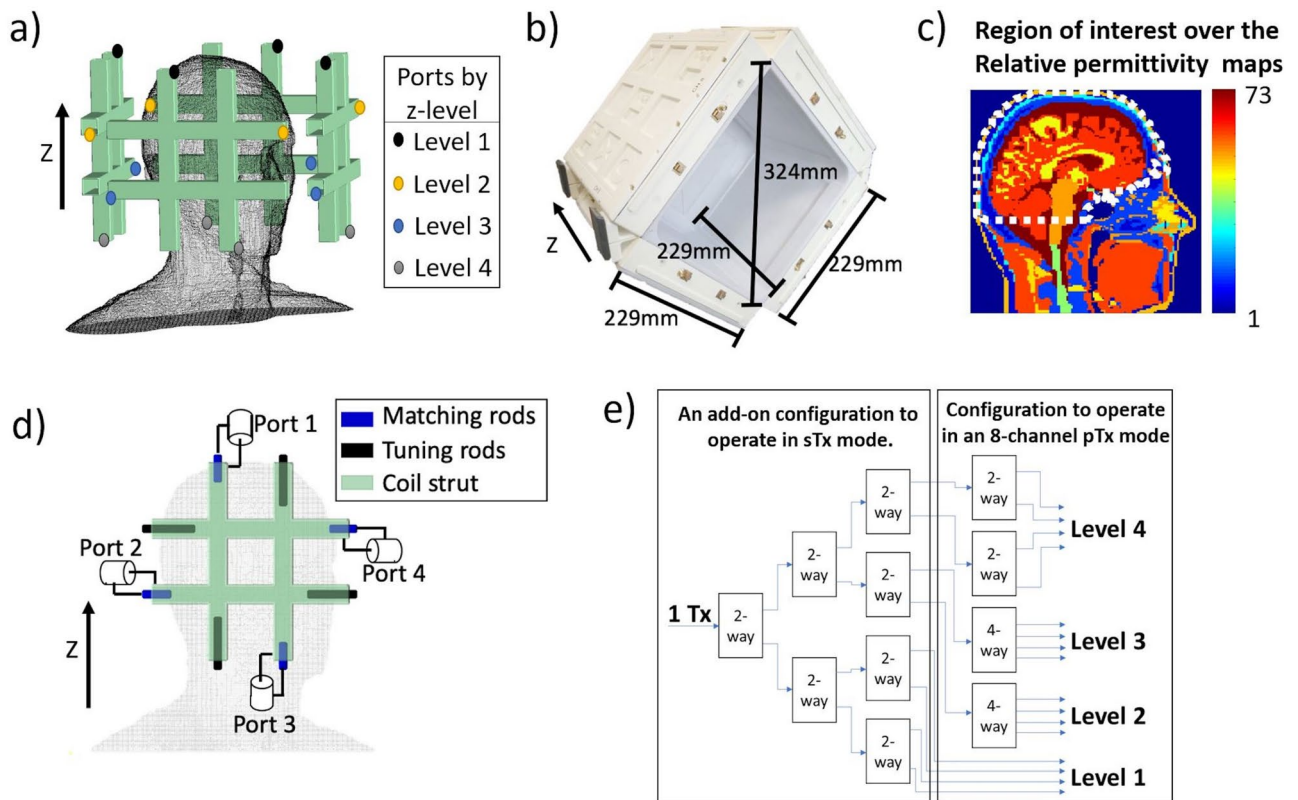 a)
Z
Ports by
z-level
Level 1
Level 2
Level 3
Level 4
b)
324mm
229mm
229mm
229mm
Z
c)
Region of interest over the
Relative permittivity maps
73
1
d)
Port 1
Port 2
Port 4
Port 3
Z
Matching rods
Tuning rods
Coil strut
e)
An add-on configuration to
operate in sTx mode.
Configuration to operate
in an 8-channel pTx mode
1 Tx
2-
way
2-
way
2-
way
2-
way
2-
way
2-
way
2-
way
2-
way
2-
way
4-
way
4-
way
Level 4
Level 3
Level 2
Level 1